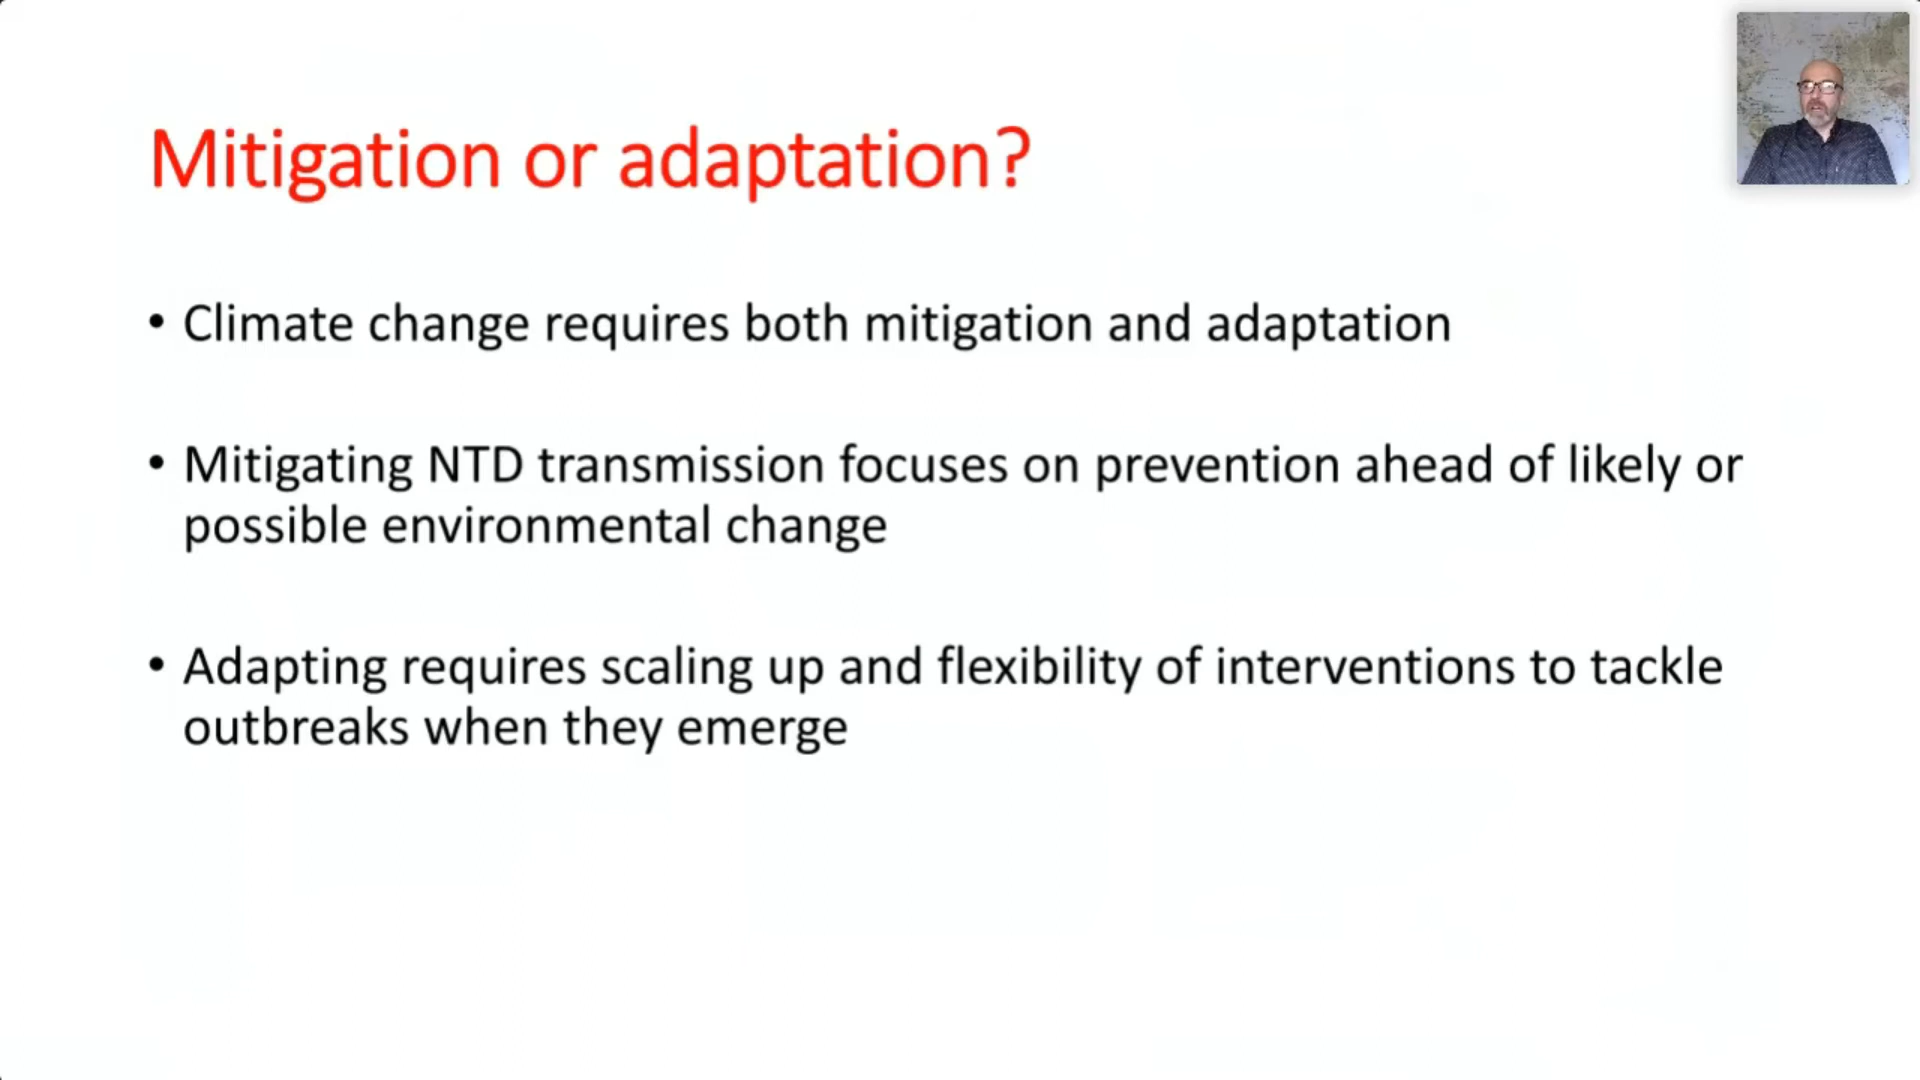 Mitigation or adaptation?
• Climate change requires both mitigation and adaptation
• Mitigating NTD transmission focuses on prevention ahead of likely or
possible environmental change
• Adapting requires scaling up and flexibility of interventions to tackle
outbreaks when they emerge